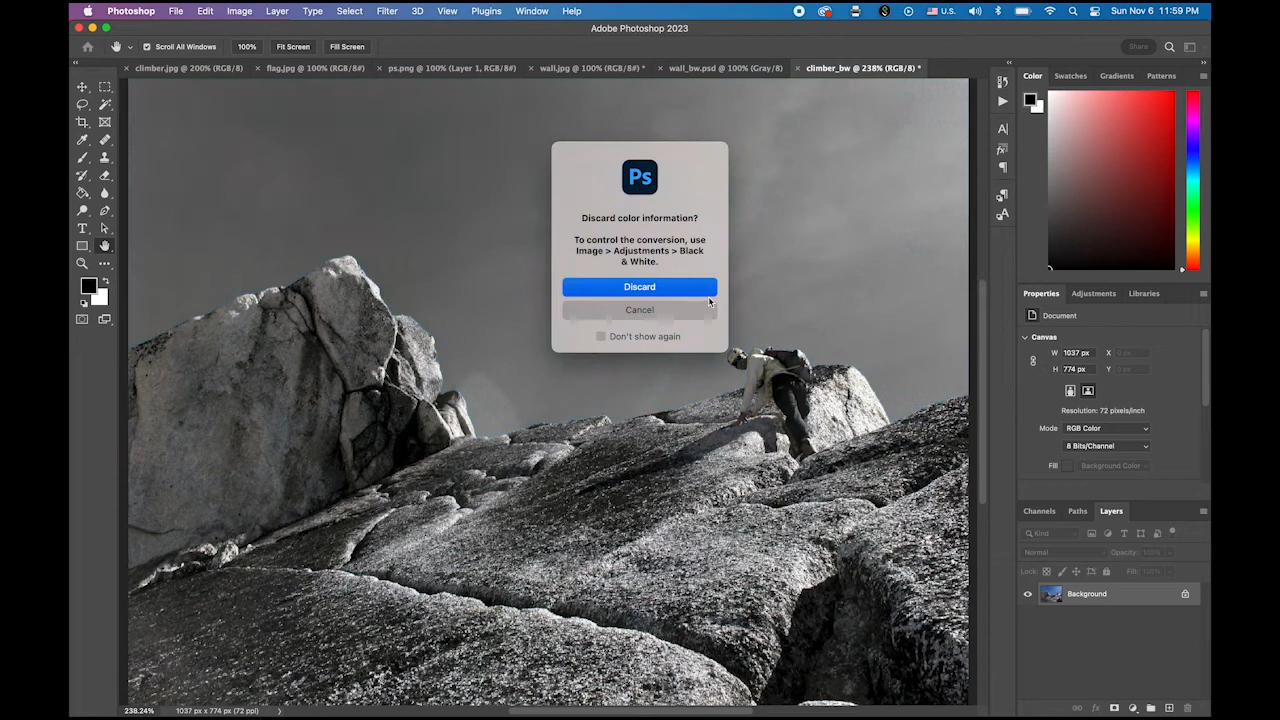 Photoshop File Edit Image Layer Type Select Filter 3D View Plugins Window Help U.S. Sun Nov 6 11:59 PM
Adobe Photoshop 2023
Scroll All Windows 100% Fit Screen Fill Screen Share
climber.jpg @ 200% (RGB/8) flag.jpg @ 100% (RGB/8#) ps.png @ 100% (Layer 1, RGB/8#) wall.jpg @ 100% (RGB/8#) * wall_bw.psd @ 100% (Gray/8) climber_bw @ 238% (RGB/8) *
Ps
Discard color information?
To control the conversion, use
Image > Adjustments > Black
& White.
Discard
Cancel
Don't show again
Color Swatches Gradients Patterns
Properties Adjustments Libraries
Document
Canvas
W 1037 px X 0 px
H 774 px Y 0 px
Resolution: 72 pixels/inch
Mode RGB Color
8 Bits/Channel
Fill Background Color
Channels Paths Layers
Kind
Normal Opacity: 100%
Lock: Fill: 100%
Background
238.24% 1037 px x 774 px (72 ppi)